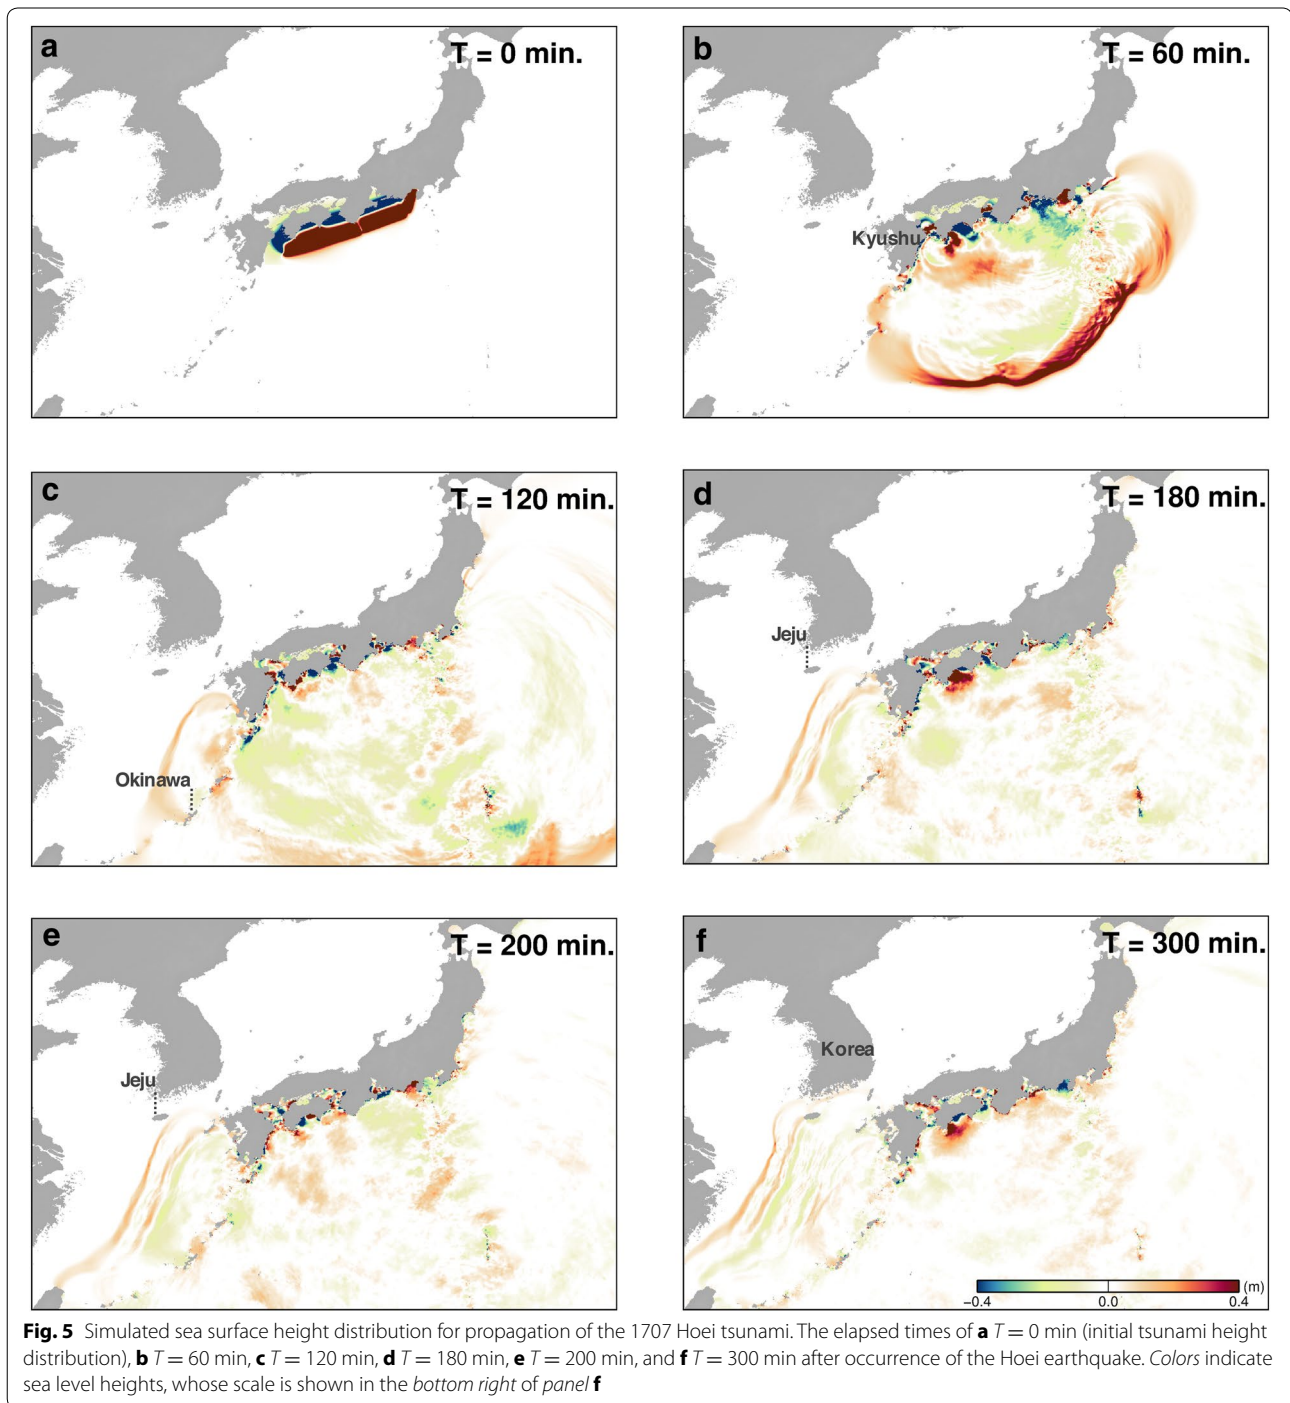 a
T = 0 min.
b
T = 60 min.
Kyushu
c
T = 120 min.
Okinawa
d
T = 180 min.
Jeju
e
T = 200 min.
Jeju
f
T = 300 min.
Korea
(m)
−0.4 0.0 0.4
Fig. 5 Simulated sea surface height distribution for propagation of the 1707 Hoei tsunami. The elapsed times of a T = 0 min (initial tsunami height
distribution), b T = 60 min, c T = 120 min, d T = 180 min, e T = 200 min, and f T = 300 min after occurrence of the Hoei earthquake. Colors indicate
sea level heights, whose scale is shown in the bottom right of panel f